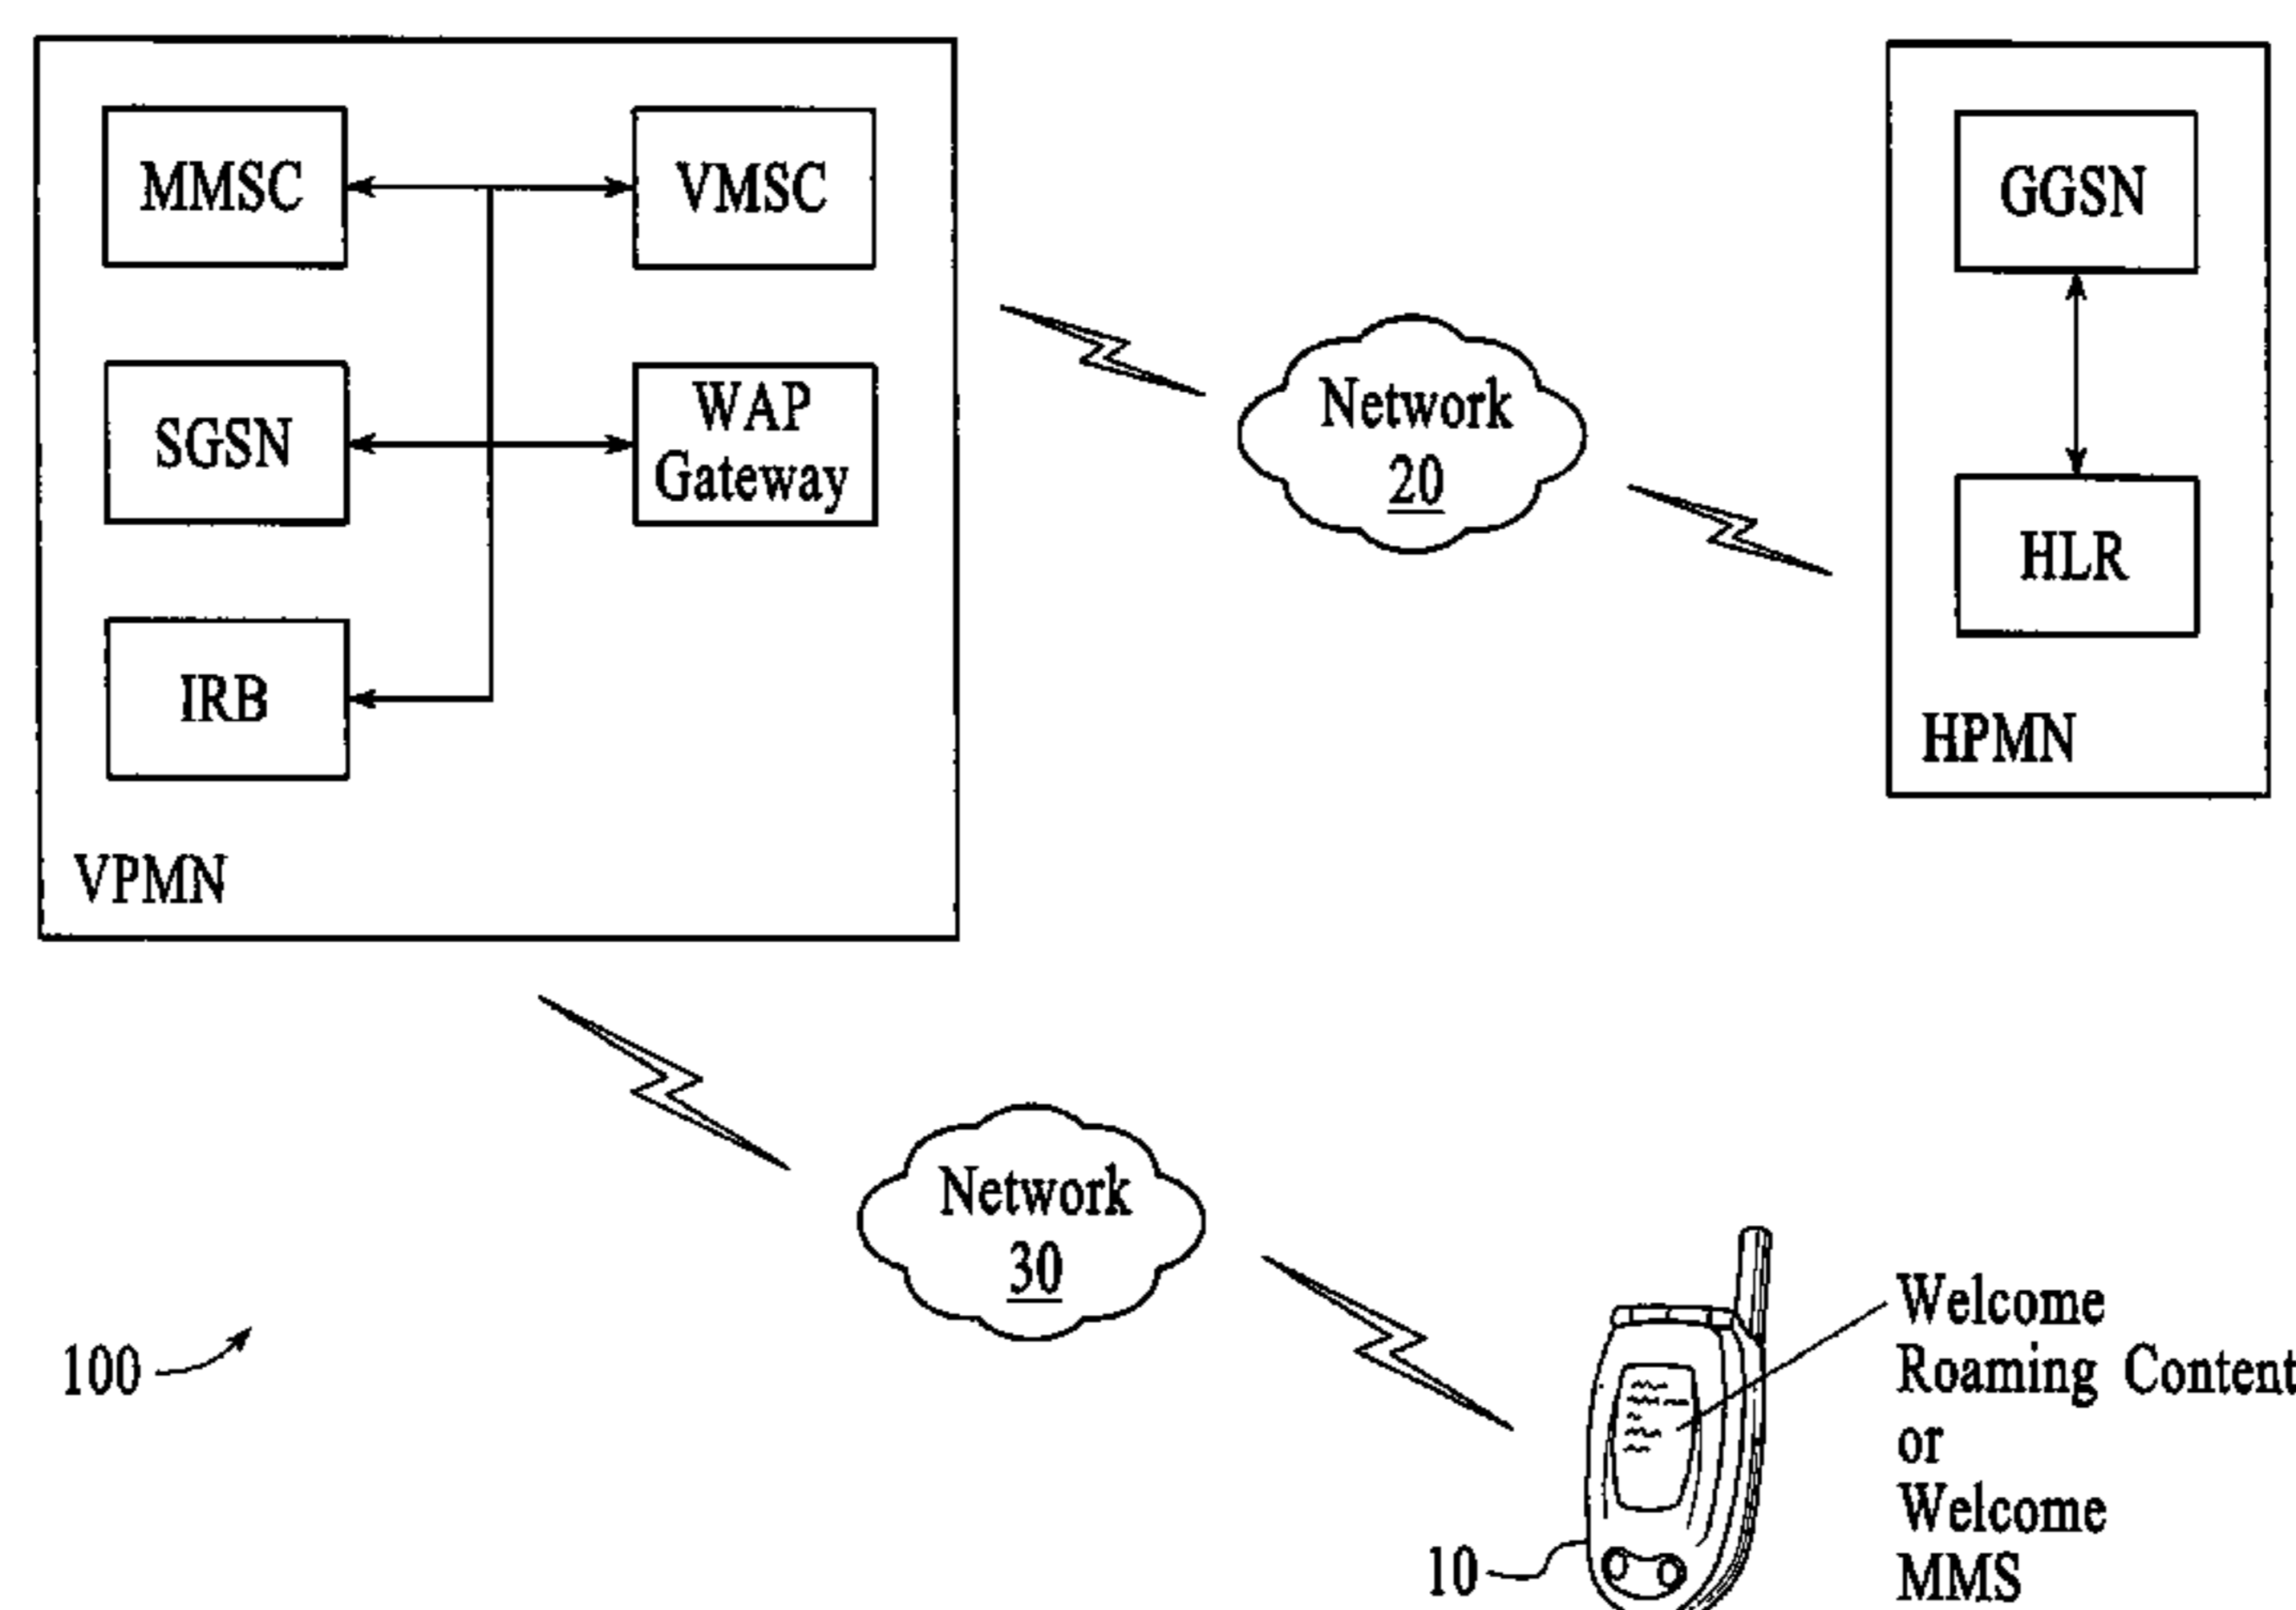 MMSC
VMSC
SGSN
WAP
Gateway
IRB
VPMN
Network
20
GGSN
HLR
HPMN
Network
30
100
10
Welcome
Roaming Content
or
Welcome
MMS